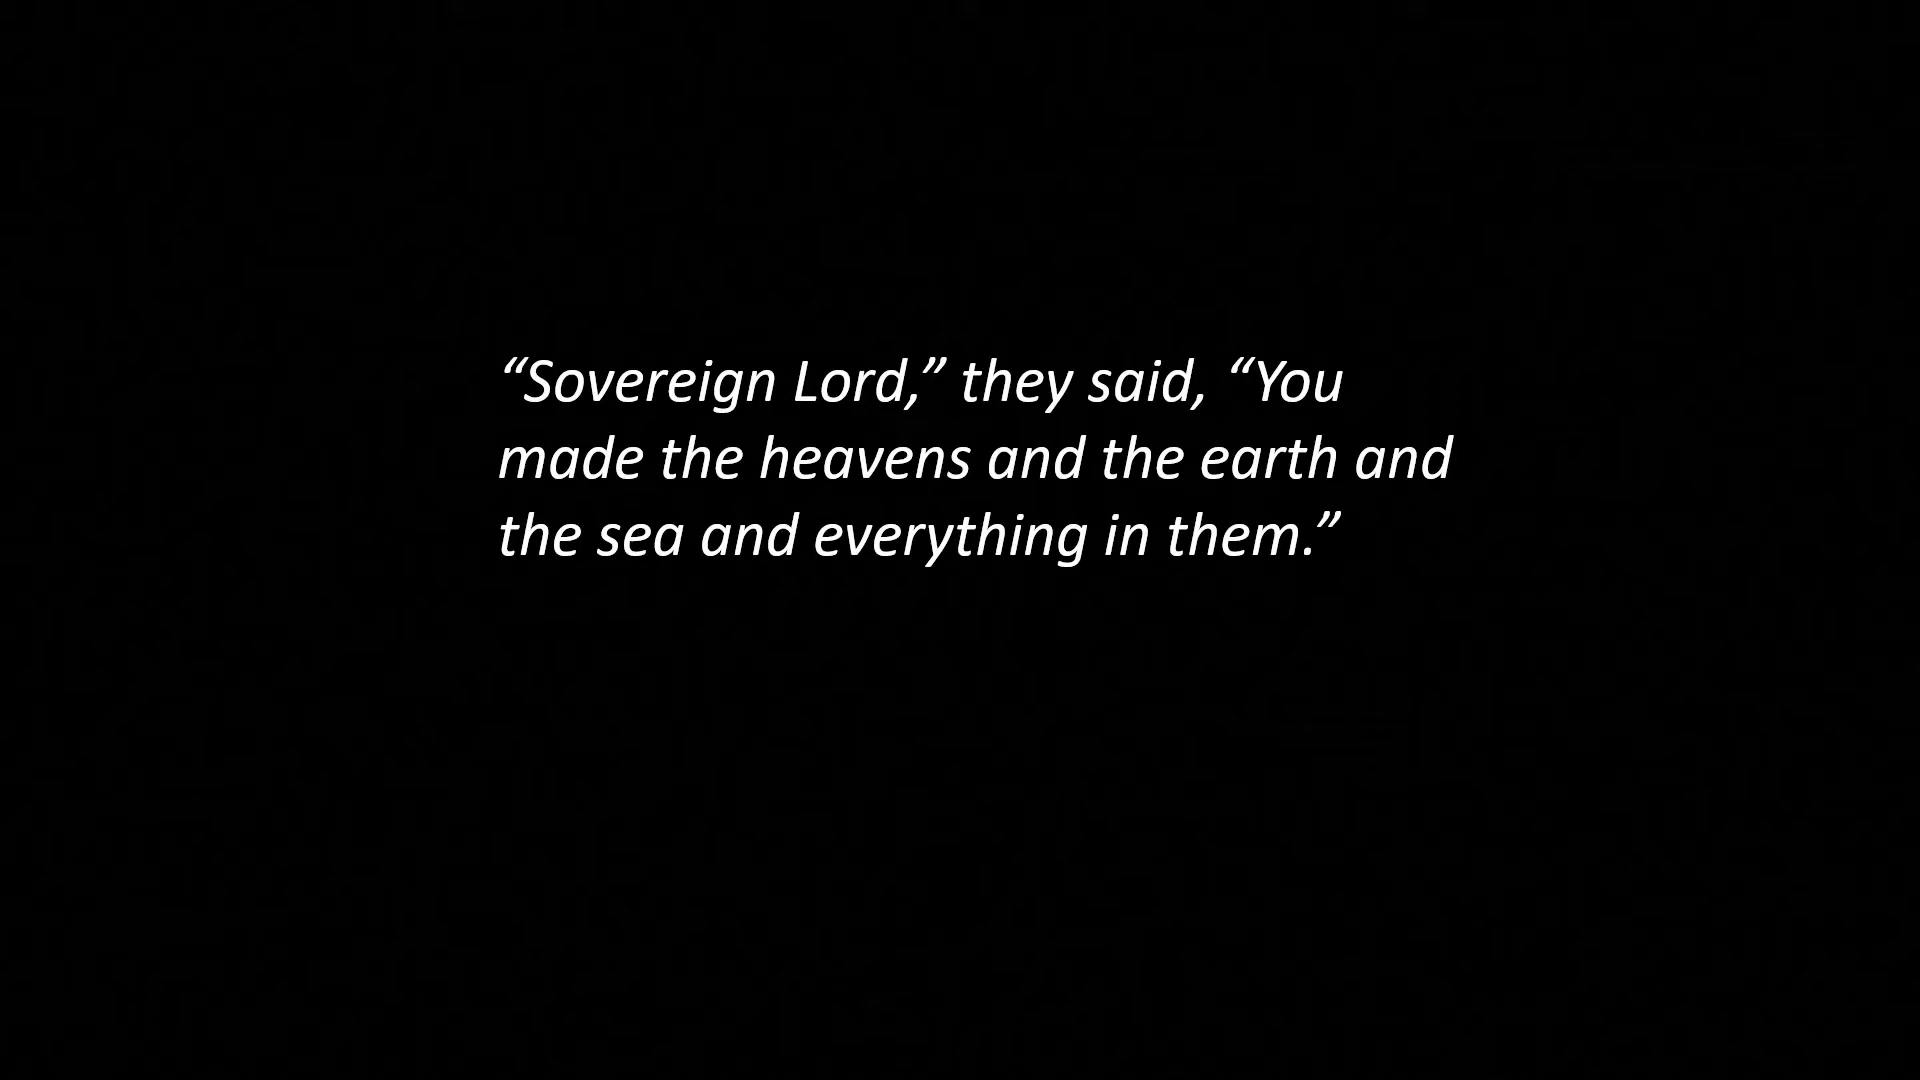 “Sovereign Lord,” they said, “You
made the heavens and the earth and
the sea and everything in them.”